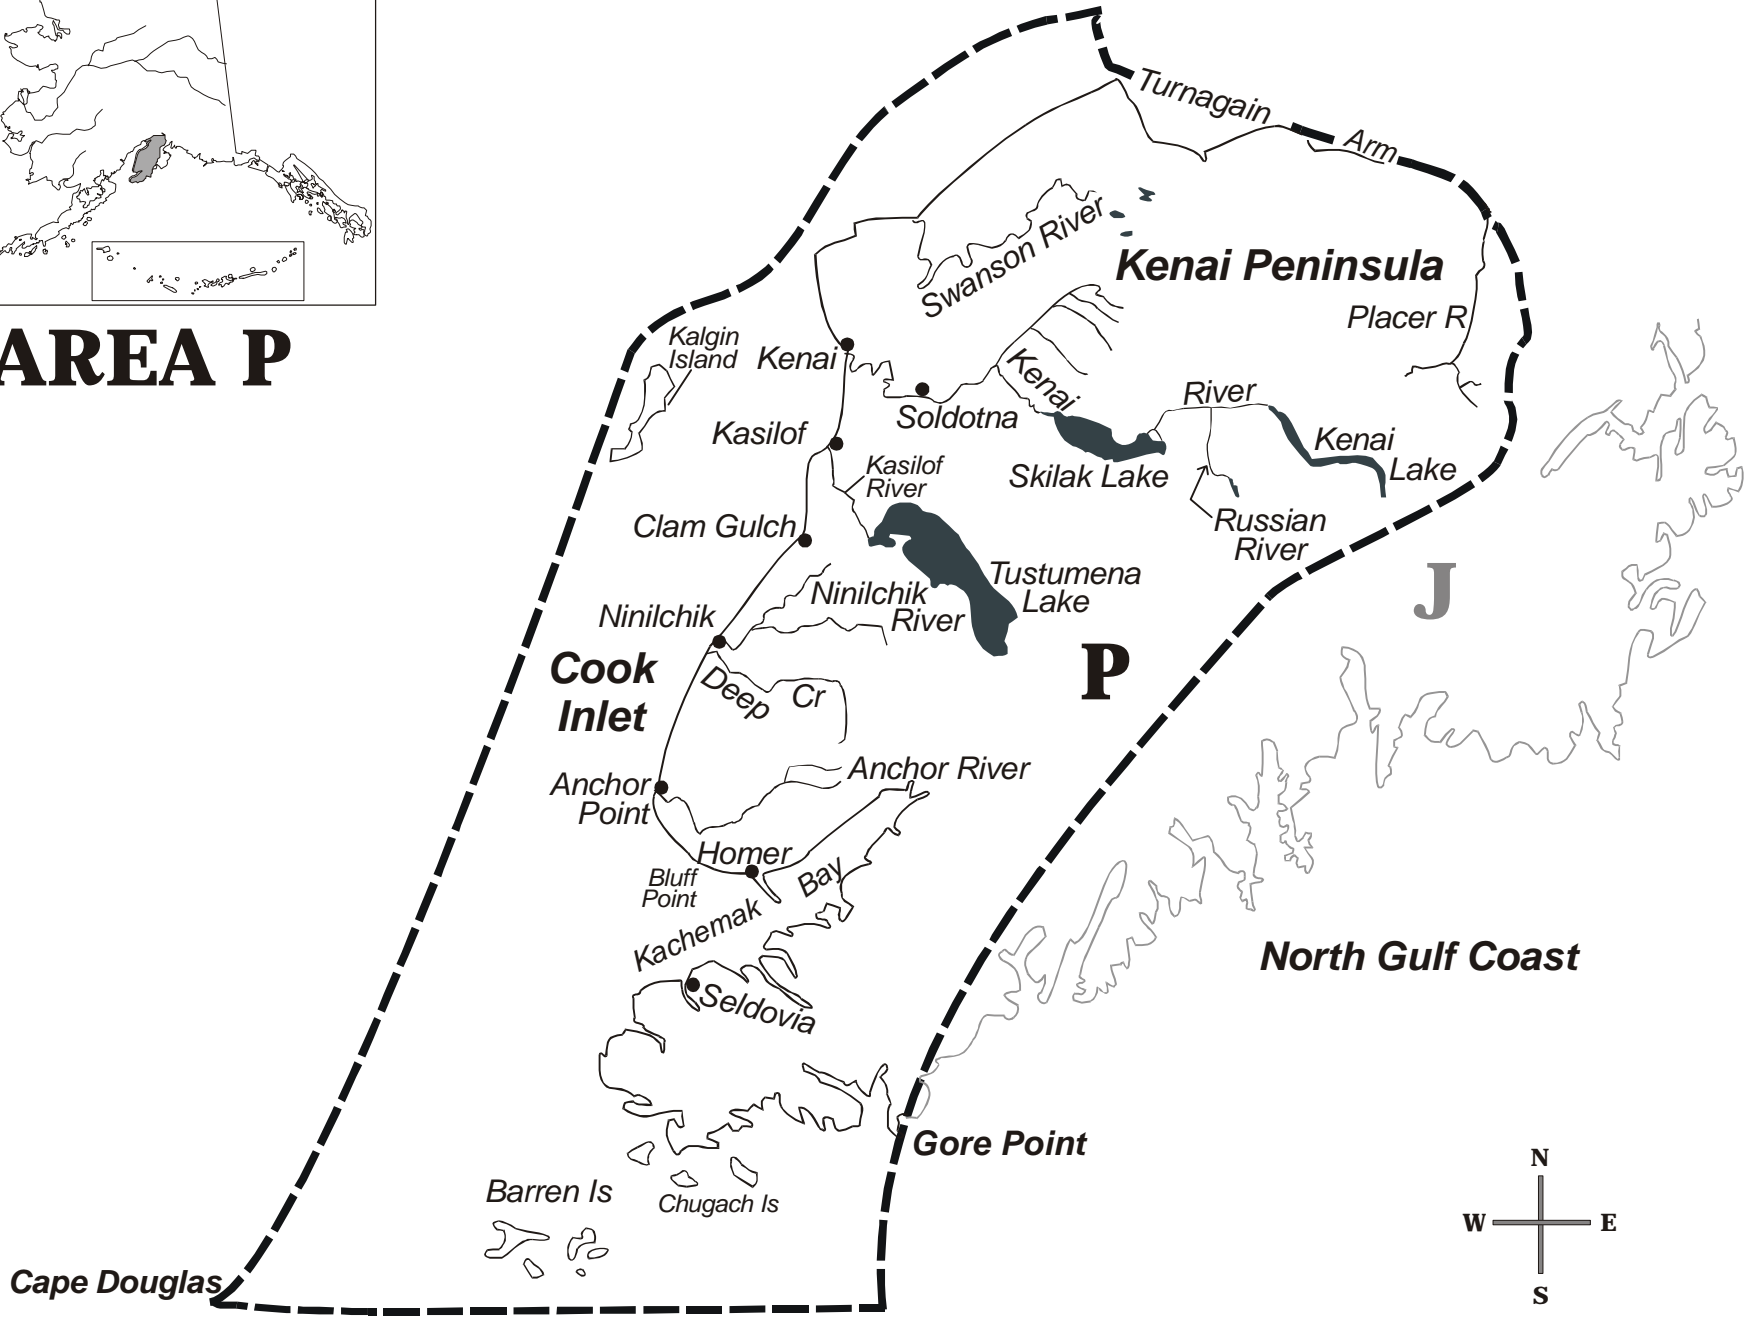 Turnagain
Arm
Swanson River
Kenai Peninsula
Placer R
AREA P
Kalgin
Island
Kenai
Kenai
River
Soldotna
Kasilof
Kenai
Lake
Skilak Lake
Kasilof
River
Clam Gulch
Russian
River
Tustumena
Lake
Ninilchik
River
J
Ninilchik
P
Cook
Inlet
Deep
Cr
Anchor
Point
Anchor River
Homer
Bluff
Point
Kachemak
Bay
North Gulf Coast
Seldovia
Gore Point
Barren Is
Chugach Is
N
W
E
S
Cape Douglas